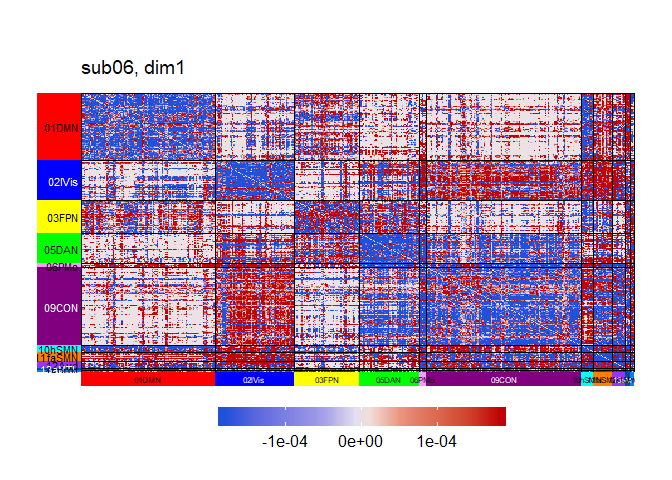 sub06, dim1
01DMN
02lVis
03FPN
05DAN
09CON
10hSMN
01DMN
02lVis
03FPN
05DAN
09CON
-1e-04
0e+00
1e-04